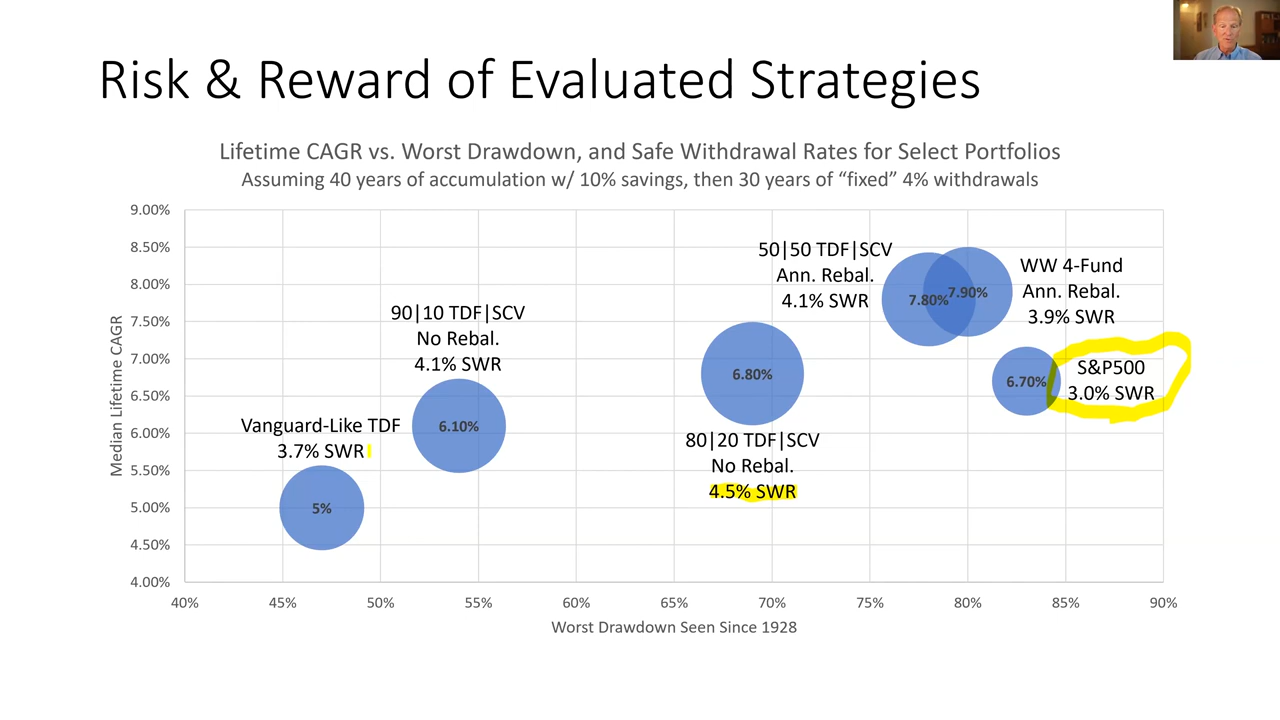 Risk & Reward of Evaluated Strategies
Lifetime CAGR vs. Worst Drawdown, and Safe Withdrawal Rates for Select Portfolios
Assuming 40 years of accumulation w/ 10% savings, then 30 years of “fixed” 4% withdrawals
Median Lifetime CAGR
9.00%
8.50%
8.00%
7.50%
7.00%
6.50%
6.00%
5.50%
5.00%
4.50%
4.00%
Vanguard-Like TDF
3.7% SWR
5%
90|10 TDF|SCV
No Rebal.
4.1% SWR
6.10%
6.80%
80|20 TDF|SCV
No Rebal.
4.5% SWR
50|50 TDF|SCV
Ann. Rebal.
4.1% SWR
7.80%
7.90%
WW 4-Fund
Ann. Rebal.
3.9% SWR
6.70%
S&P500
3.0% SWR
40%
45%
50%
55%
60%
65%
70%
75%
80%
85%
90%
Worst Drawdown Seen Since 1928